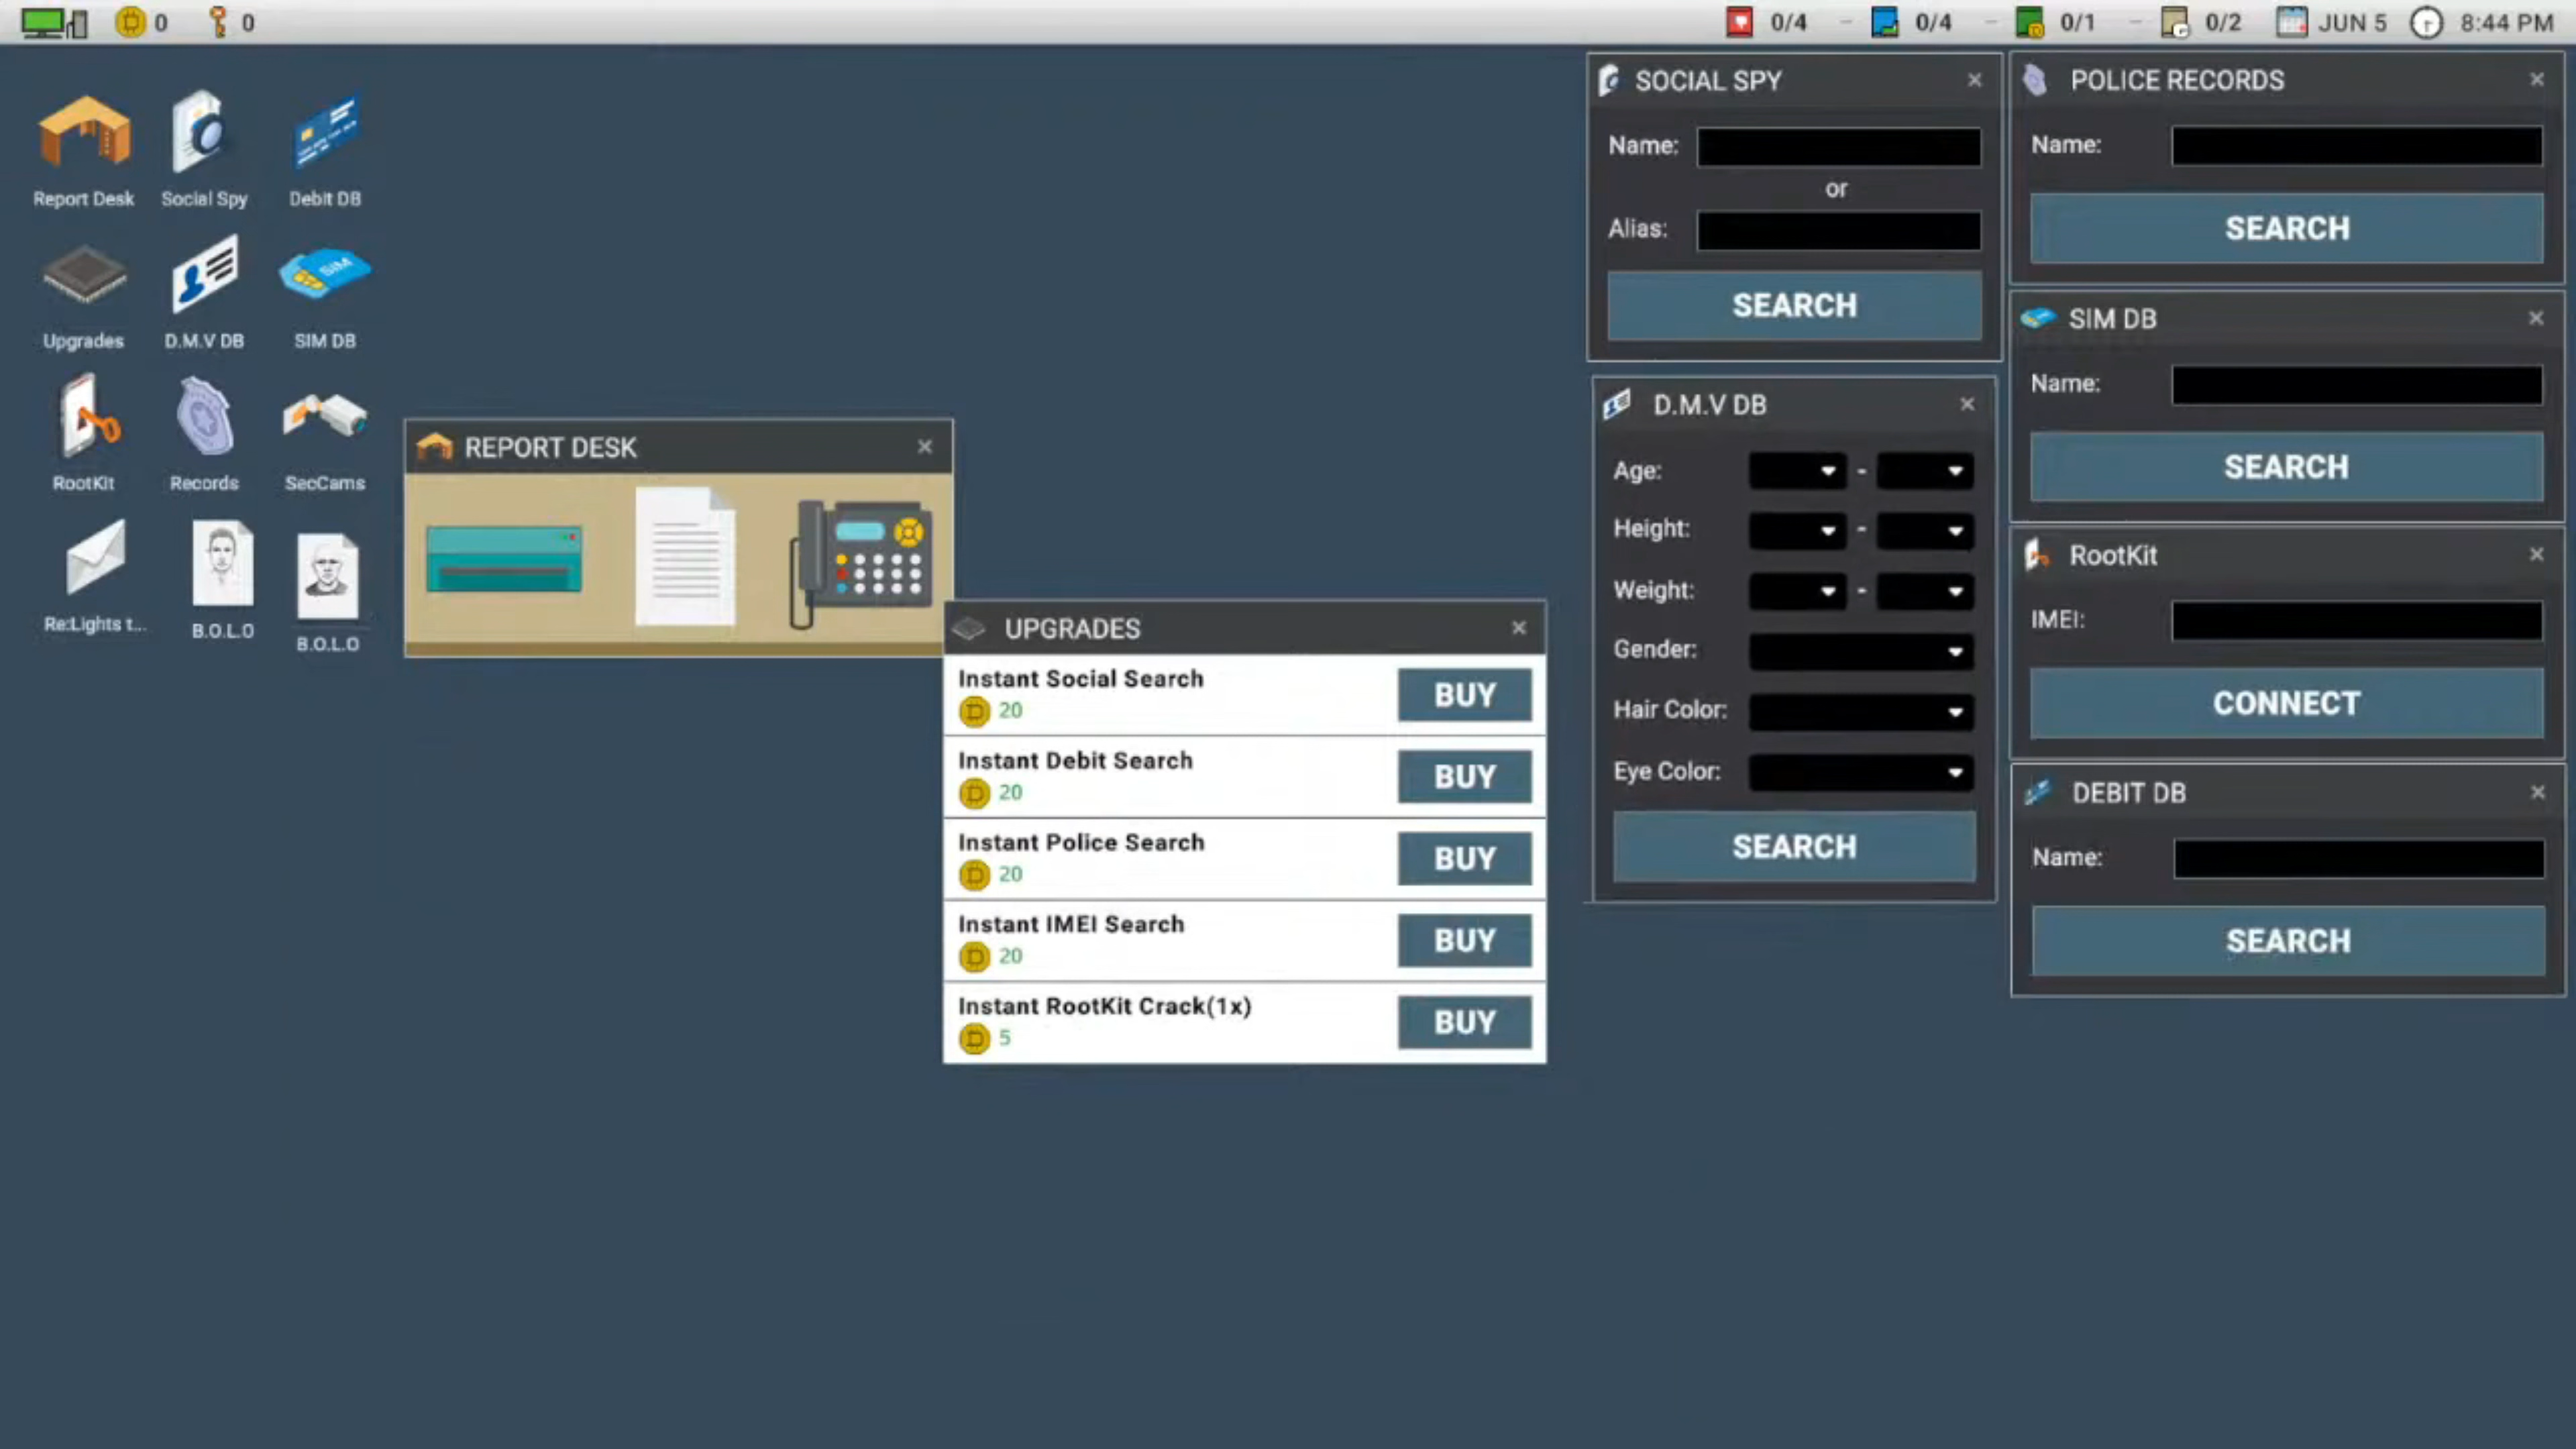 0 0 0/4 - 0/4 - 0/1 - 0/2 JUN 5 8:44 PM
Report Desk Social Spy Debit DB
Upgrades D.M.V DB SIM SIM DB
RootKit Records SecCams
Re:Lights t... B.O.L.O B.O.L.O
REPORT DESK ×
UPGRADES ×
Instant Social Search
20
BUY
Instant Debit Search
20
BUY
Instant Police Search
20
BUY
Instant IMEI Search
20
BUY
Instant RootKit Crack(1x)
5
BUY
SOCIAL SPY ×
Name:
or
Alias:
SEARCH
D.M.V DB ×
Age: -
Height: -
Weight: -
Gender:
Hair Color:
Eye Color:
SEARCH
POLICE RECORDS ×
Name:
SEARCH
SIM DB ×
Name:
SEARCH
RootKit ×
IMEI:
CONNECT
DEBIT DB ×
Name:
SEARCH